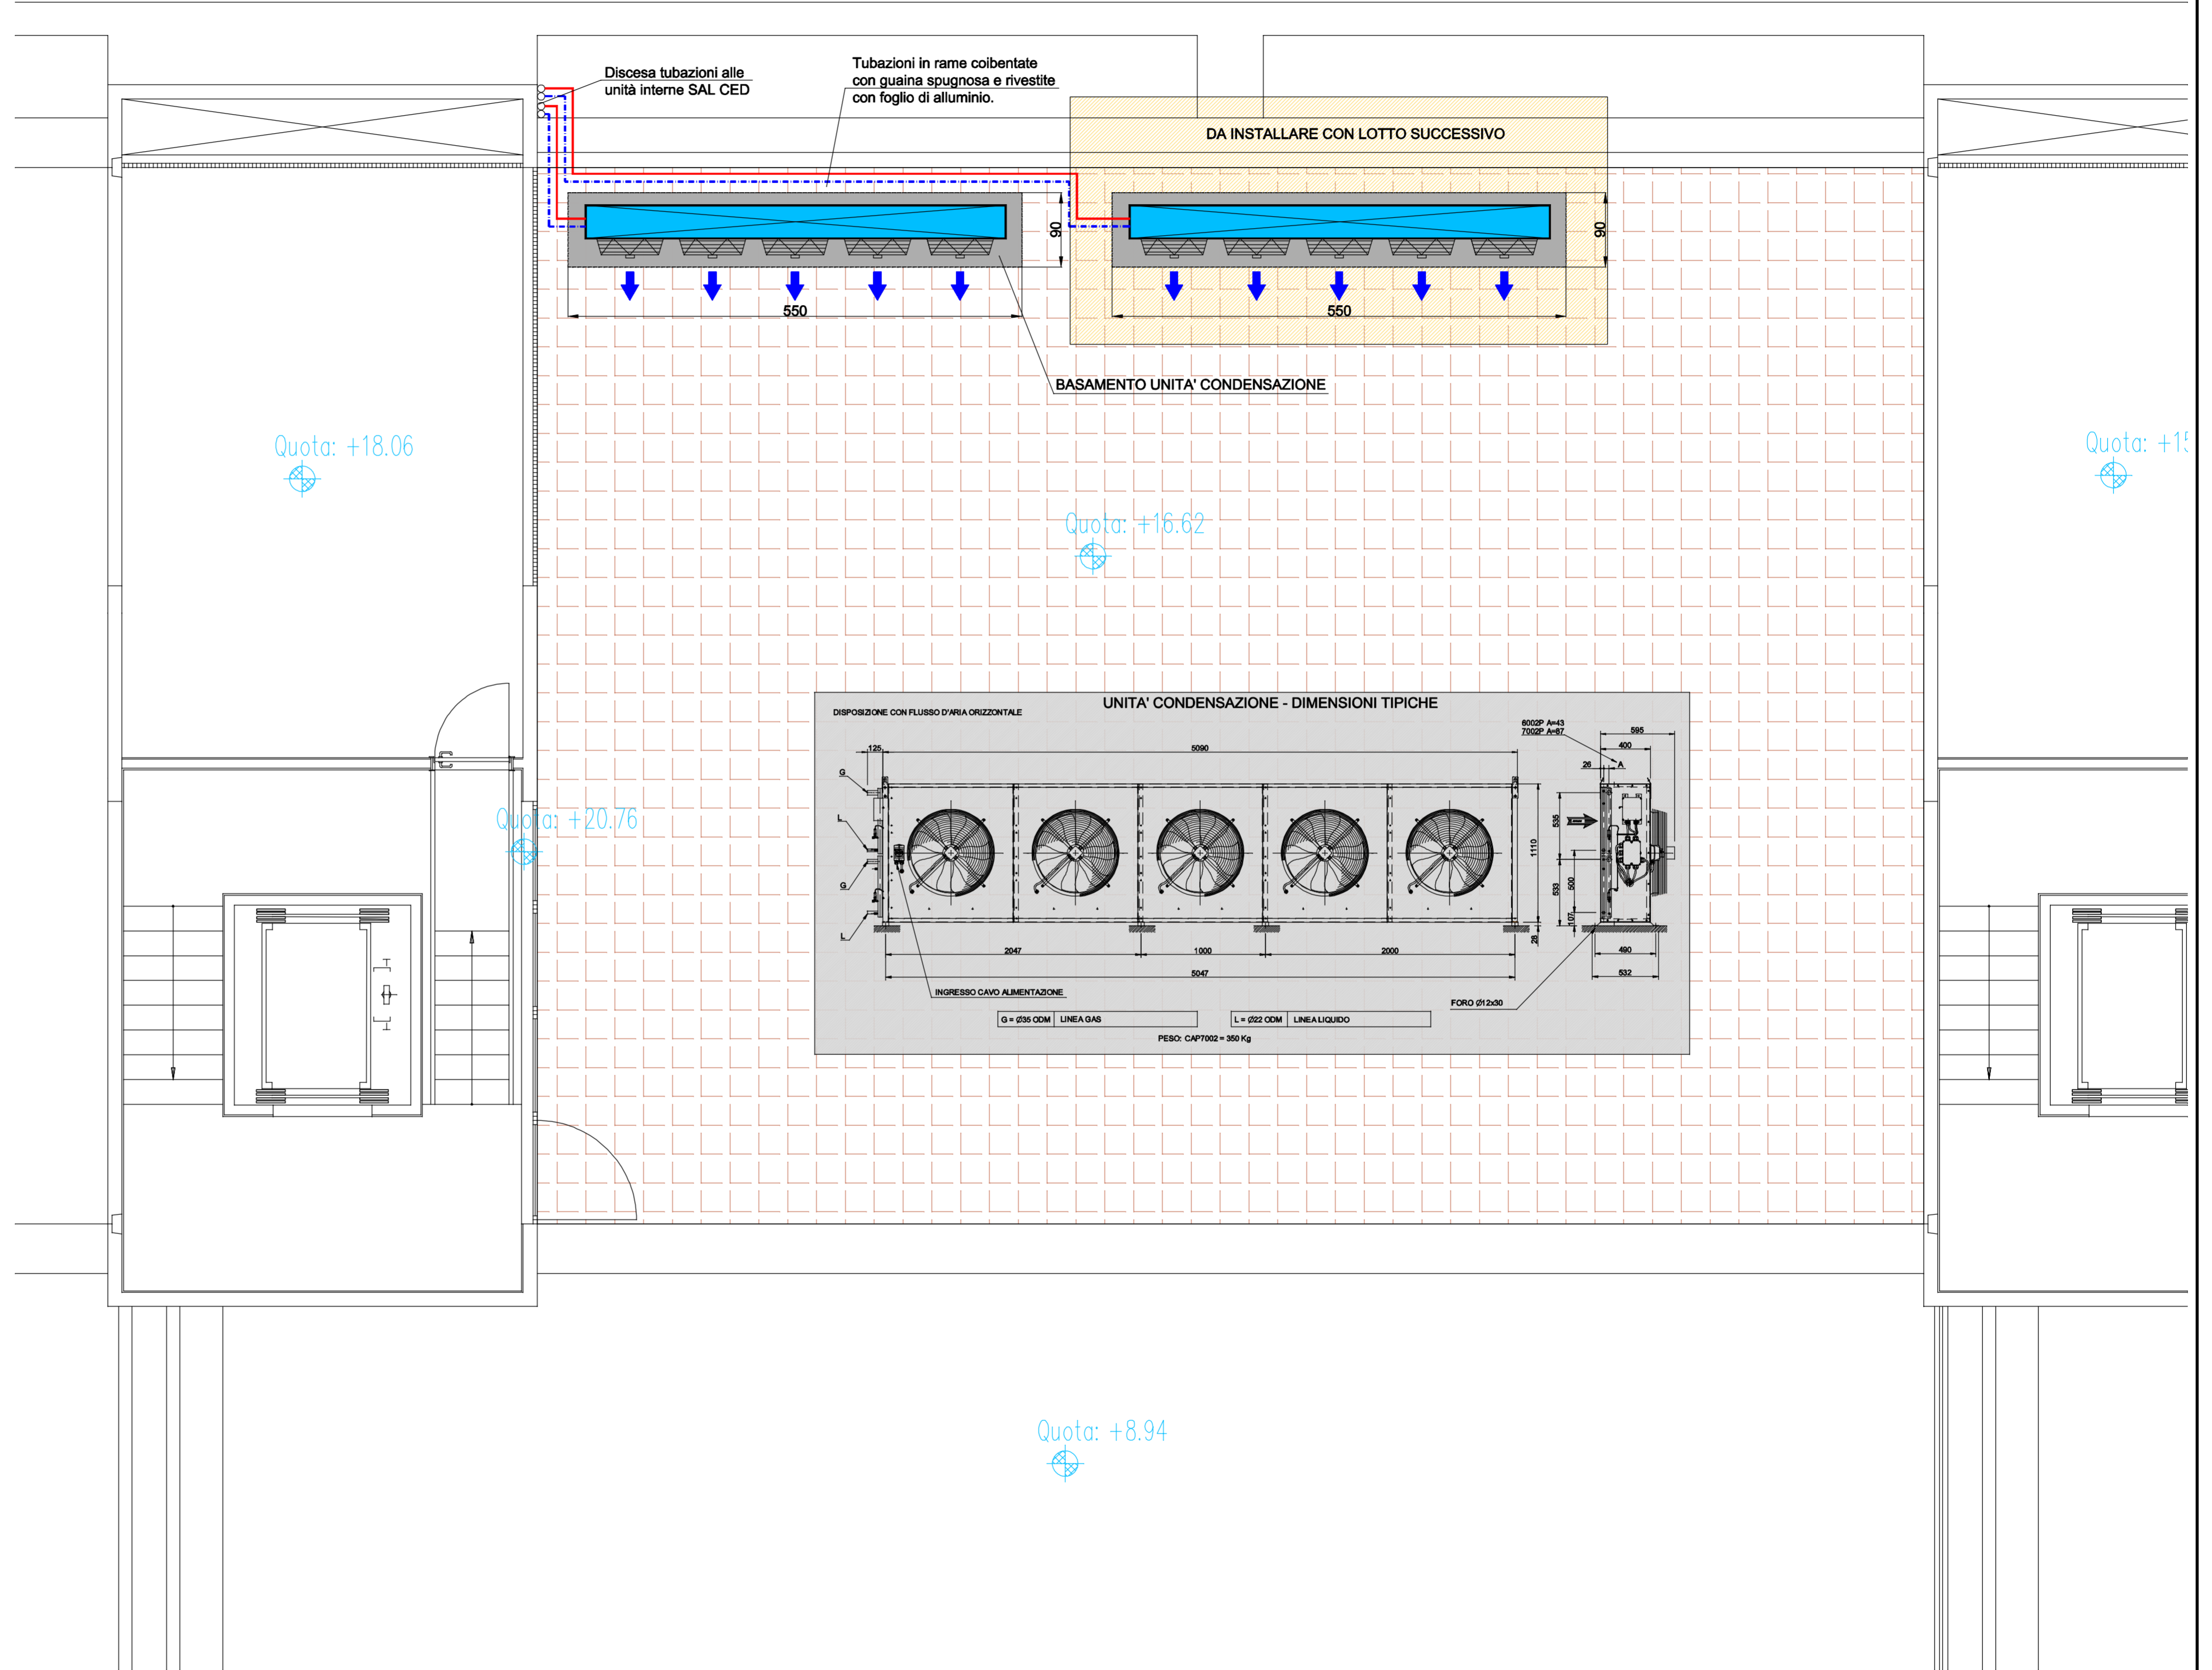 Discesa tubazioni alle
unità interne SAL CED
Tubazioni in rame coibentate
con guaina spugnosa e rivestite
con foglio di alluminio.
DA INSTALLARE CON LOTTO SUCCESSIVO
90
90
550
550
BASAMENTO UNITA' CONDENSAZIONE
Quota: +18.06
Quota: +16.62
UNITA' CONDENSAZIONE - DIMENSIONI TIPICHE
DISPOSIZIONE CON FLUSSO D'ARIA ORIZZONTALE
6002P A=43
7002P A=87
595
400
125
5090
26
A
G
L
G
L
535
1110
533
500
107
28
2047
1000
2000
490
5047
532
INGRESSO CAVO ALIMENTAZIONE
FORO Ø12x30
G = Ø35 ODM LINEA GAS
L = Ø22 ODM LINEA LIQUIDO
PESO: CAP7002 = 350 Kg
Quota: +20.76
Quota: +8.94